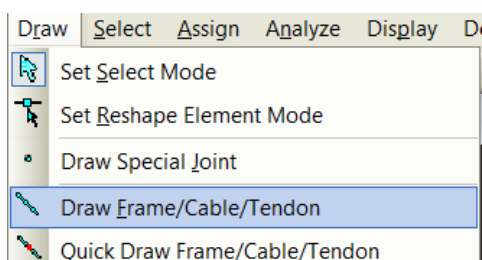 Draw Select Assign Analyze Display
Set Select Mode
Set Reshape Element Mode
Draw Special Joint
Draw Frame/Cable/Tendon
Quick Draw Frame/Cable/Tendon